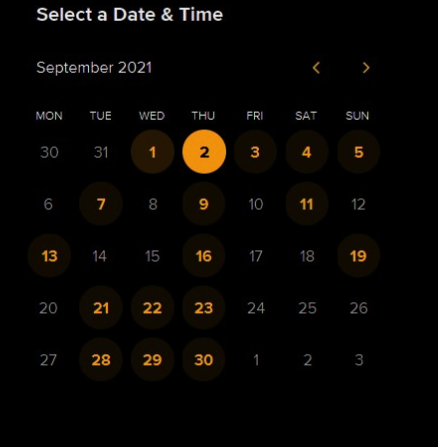 Select a Date & Time
September 2021
MON TUE WED THU FRI SAT SUN
30 31 1 2 3 4 5
6 7 8 9 10 11 12
13 14 15 16 17 18 19
20 21 22 23 24 25 26
27 28 29 30 1 2 3